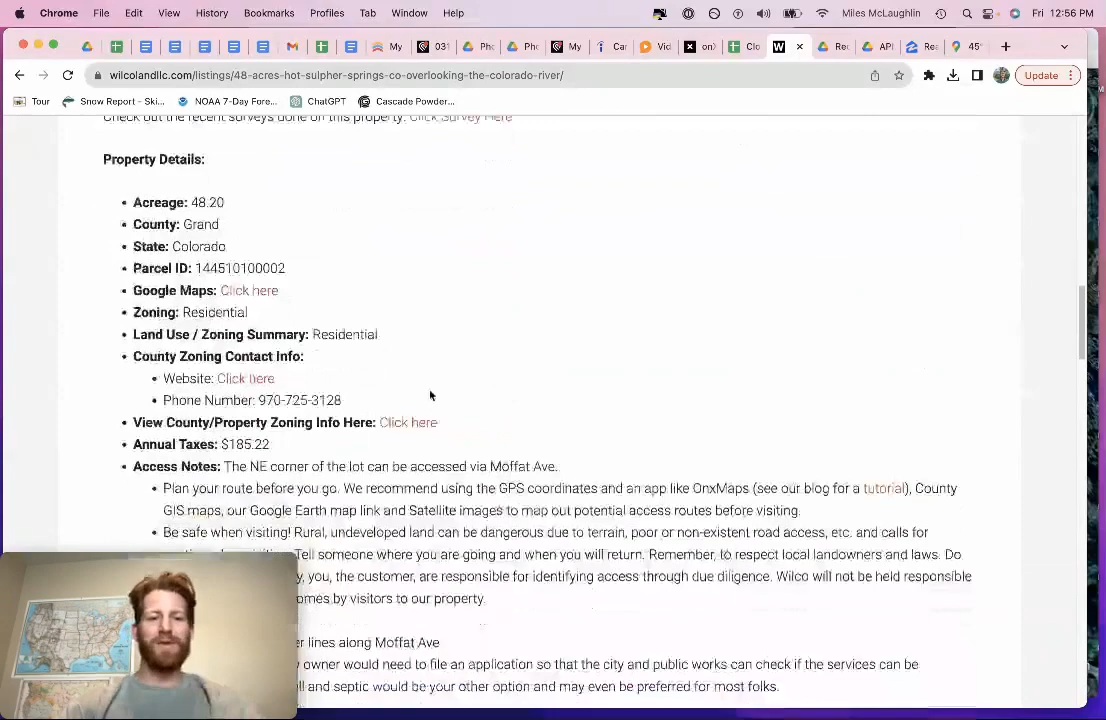 Chrome File Edit View History Bookmarks Profiles Tab Window Help Miles McLaughlin Fri 12:56 PM
My 031 Pho Pho My Car Vid on Clo W Rec API Rea 45°
wilcolandllc.com/listings/48-acres-hot-sulpher-springs-co-overlooking-the-colorado-river/ Update
Tour Snow Report - Ski... NOAA 7-Day Fore... ChatGPT Cascade Powder...
Check out the recent surveys done on this property. Click Survey Here
Property Details:
• Acreage: 48.20
• County: Grand
• State: Colorado
• Parcel ID: 144510100002
• Google Maps: Click here
• Zoning: Residential
• Land Use / Zoning Summary: Residential
• County Zoning Contact Info:
• Website: Click here
• Phone Number: 970-725-3128
• View County/Property Zoning Info Here: Click here
• Annual Taxes: $185.22
• Access Notes: The NE corner of the lot can be accessed via Moffat Ave.
• Plan your route before you go. We recommend using the GPS coordinates and an app like OnxMaps (see our blog for a tutorial), County
GIS maps, our Google Earth map link and Satellite images to map out potential access routes before visiting.
• Be safe when visiting! Rural, undeveloped land can be dangerous due to terrain, poor or non-existent road access, etc. and calls for
Tell someone where you are going and when you will return. Remember, to respect local landowners and laws. Do
you, the customer, are responsible for identifying access through due diligence. Wilco will not be held responsible
omes by visitors to our property.
er lines along Moffat Ave
owner would need to file an application so that the city and public works can check if the services can be
ll and septic would be your other option and may even be preferred for most folks.